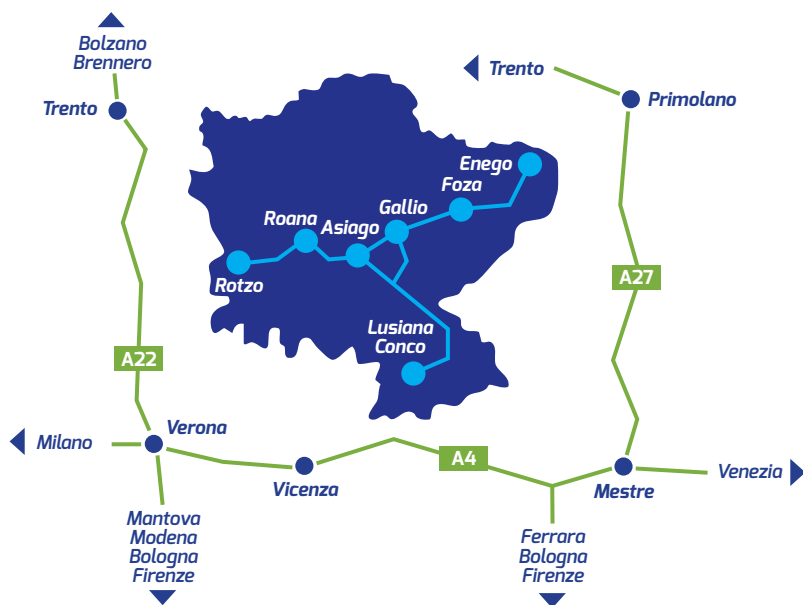 Bolzano
Brennero
Trento
Trento
Primolano
Enego
Foza
Gallio
Roana
Asiago
Rotzo
A27
Lusiana
Conco
A22
Verona
Milano
A4
Vicenza
Mestre
Venezia
Mantova
Modena
Bologna
Firenze
Ferrara
Bologna
Firenze